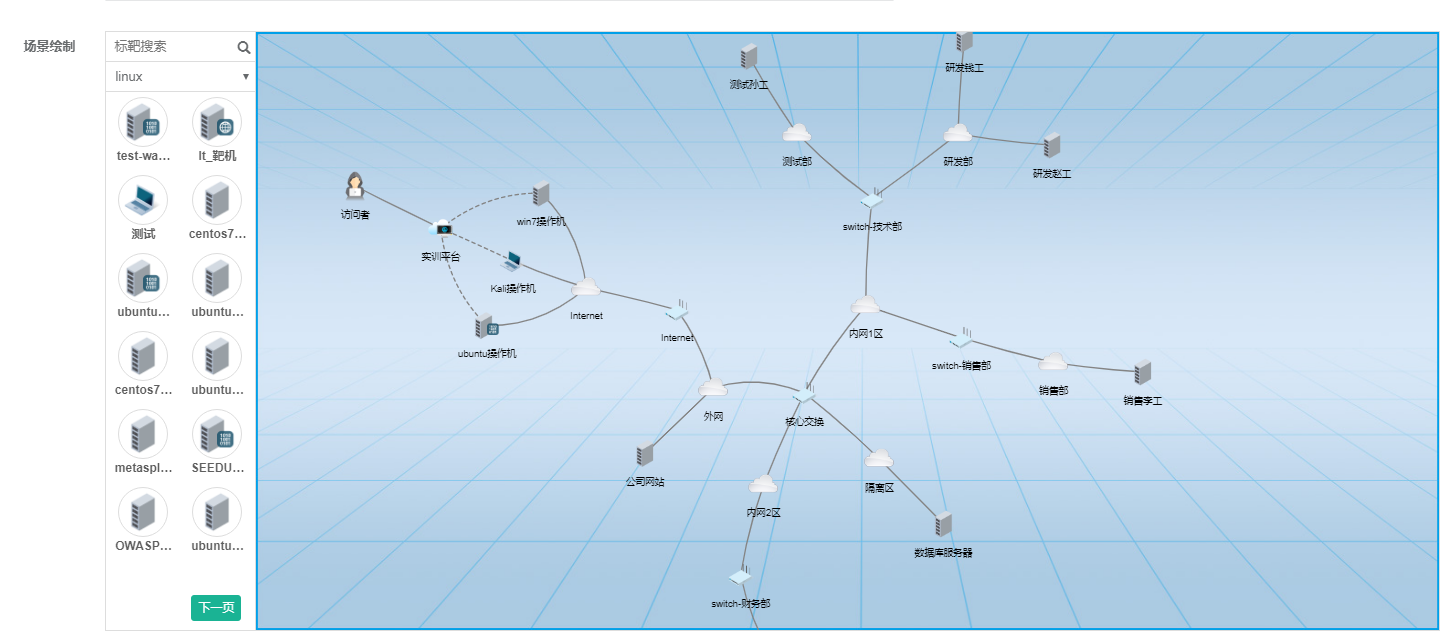 场景绘制
标靶搜索
linux
test-wa...
lt_靶机
测试
centos7...
ubuntu...
ubuntu...
centos7...
ubuntu...
metaspl...
SEEDU...
OWASP...
ubuntu...
下一页
测试孙工
研发钱工
测试部
研发部
研发赵工
访问者
win7操作机
switch-技术部
实训平台
Kali操作机
Internet
ubuntu操作机
Internet
内网1区
switch-销售部
销售部
销售李工
外网
核心交换
公司网站
隔离区
内网2区
数据库服务器
switch-财务部